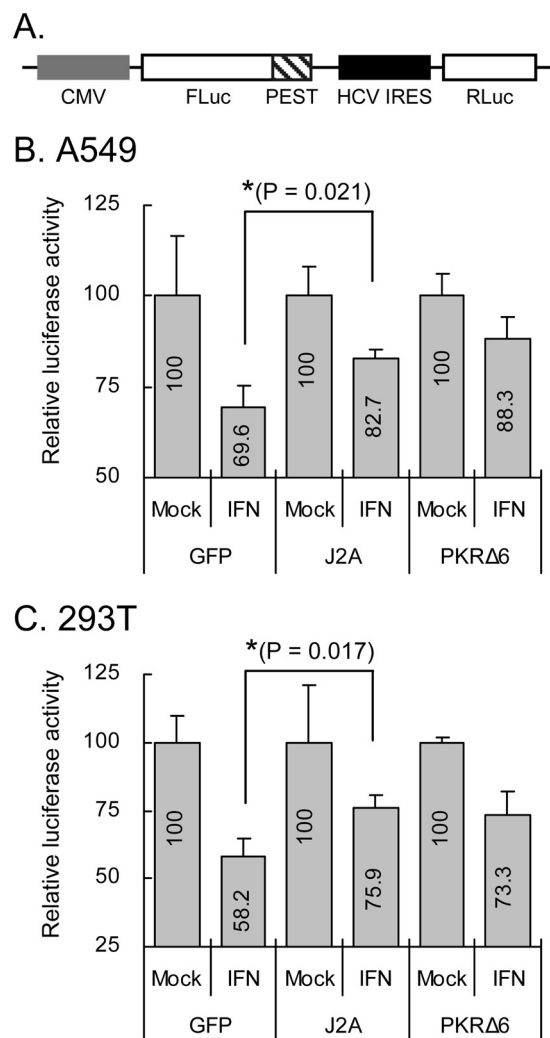 A.
CMV FLuc PEST HCV IRES RLuc
B. A549
*(P = 0.021)
Relative luciferase activity
125
100
75
50
100
69.6
100
82.7
100
88.3
Mock IFN Mock IFN Mock IFN
GFP J2A PKRΔ6
C. 293T
*(P = 0.017)
Relative luciferase activity
125
100
75
50
25
100
58.2
100
75.9
100
73.3
Mock IFN Mock IFN Mock IFN
GFP J2A PKRΔ6